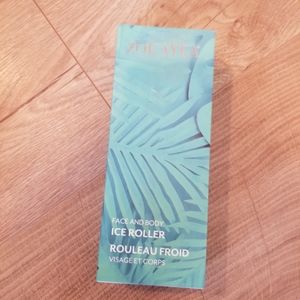 FACE AND BODY
ICE ROLLER
ROULEAU FROID
VISAGE ET CORPS